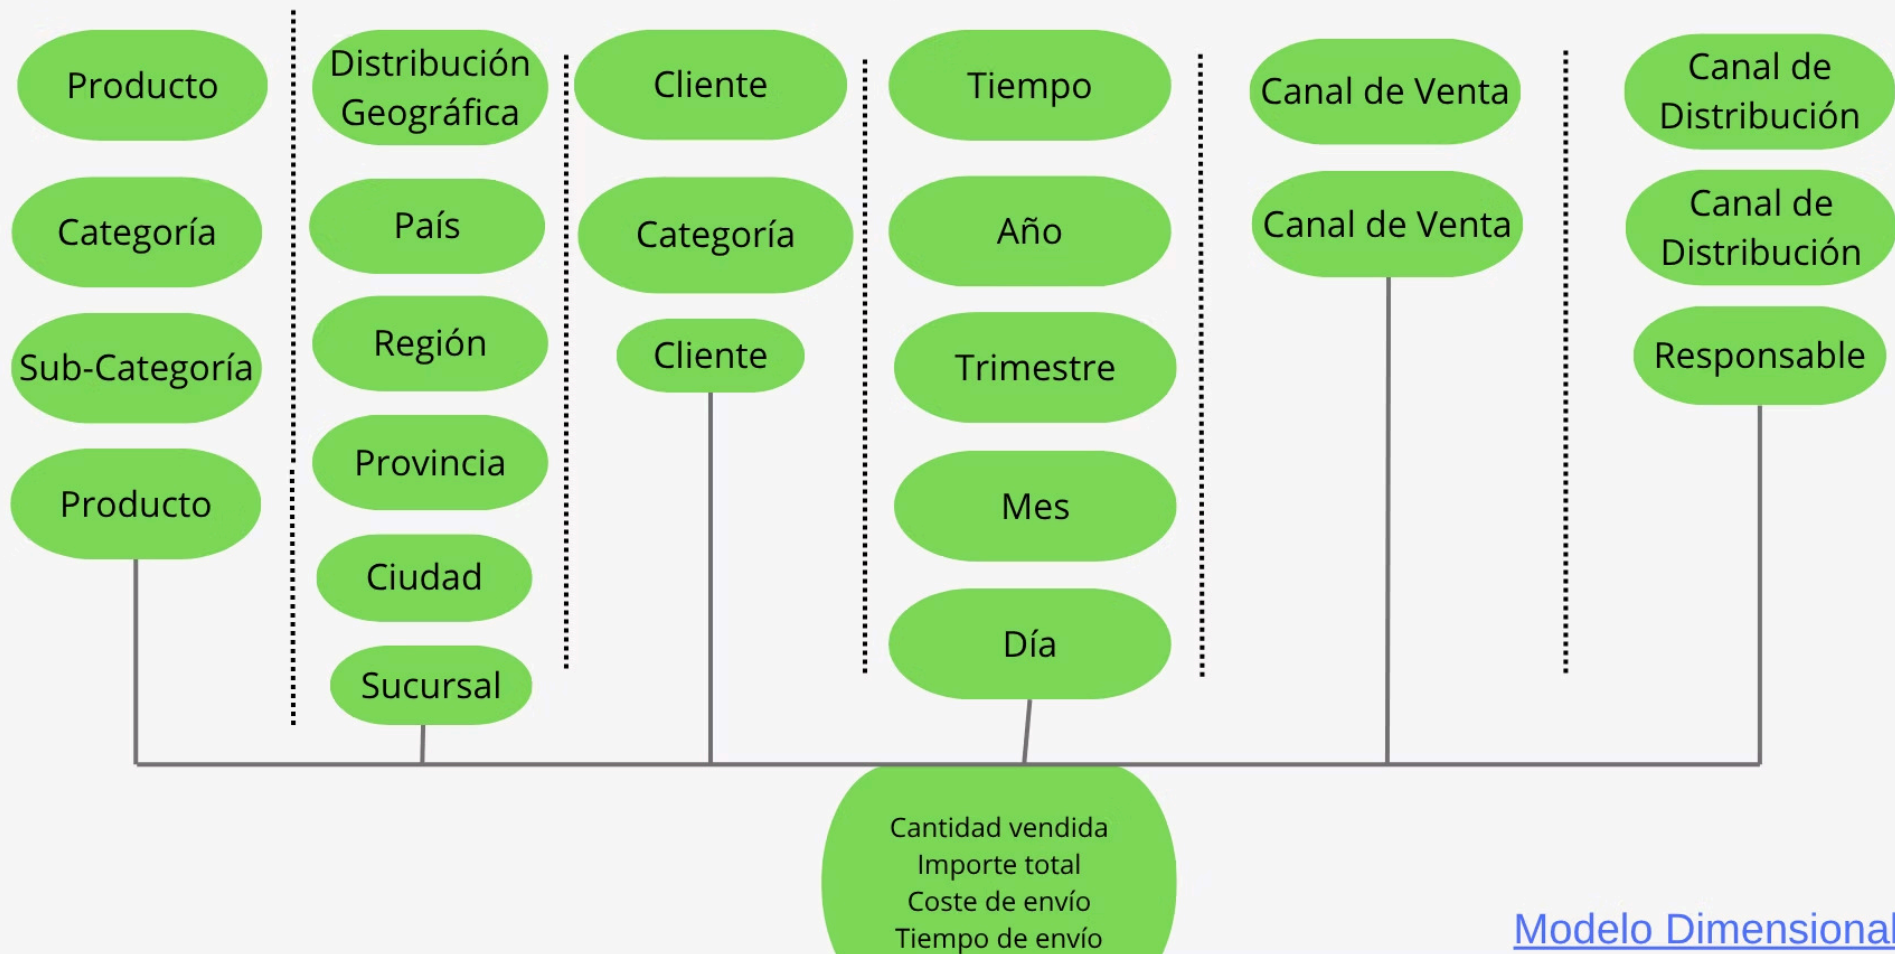 Producto
Categoría
Sub-Categoría
Producto
Distribución
Geográfica
País
Región
Provincia
Ciudad
Sucursal
Cliente
Categoría
Cliente
Tiempo
Año
Trimestre
Mes
Día
Canal de Venta
Canal de Venta
Canal de
Distribución
Canal de
Distribución
Responsable
Cantidad vendida
Importe total
Coste de envío
Tiempo de envío
Modelo Dimensional